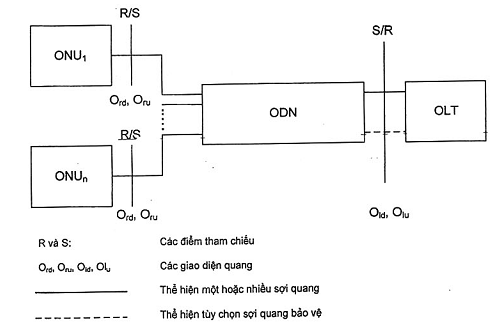 R/S
S/R
ONU1
Ord, Oru
ODN
OLT
R/S
ONUn
Ord, Oru
Old, Olu
R và S: Các điểm tham chiếu
Ord, Oru, Old, Olu Các giao diện quang
Thể hiện một hoặc nhiều sợi quang
Thể hiện tùy chọn sợi quang bảo vệ